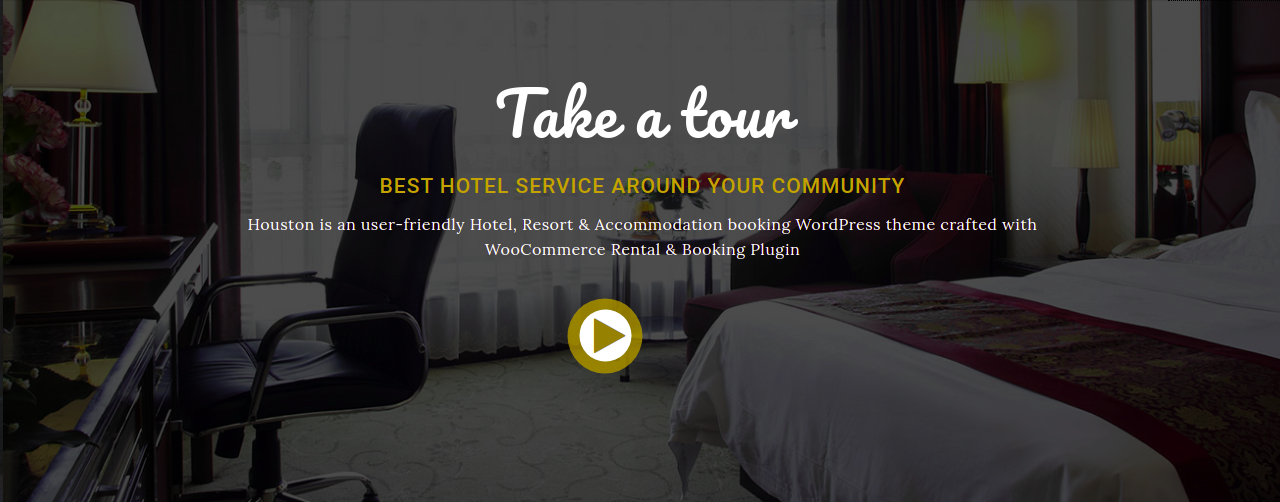 Take a tour
BEST HOTEL SERVICE AROUND YOUR COMMUNITY
Houston is an user-friendly Hotel, Resort & Accommodation booking WordPress theme crafted with
WooCommerce Rental & Booking Plugin